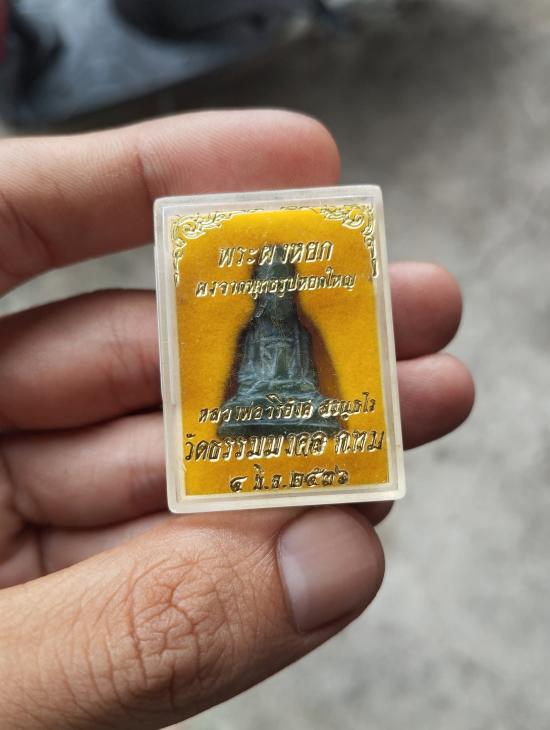 พระผงหยก
ผงจากพุทธรูปหยกใหญ่
หลวงพ่อวิริยังค์ สิรินฺธโร
วัดธรรมมงคล กทม
๔ มิ.ย.๒๕๓๖